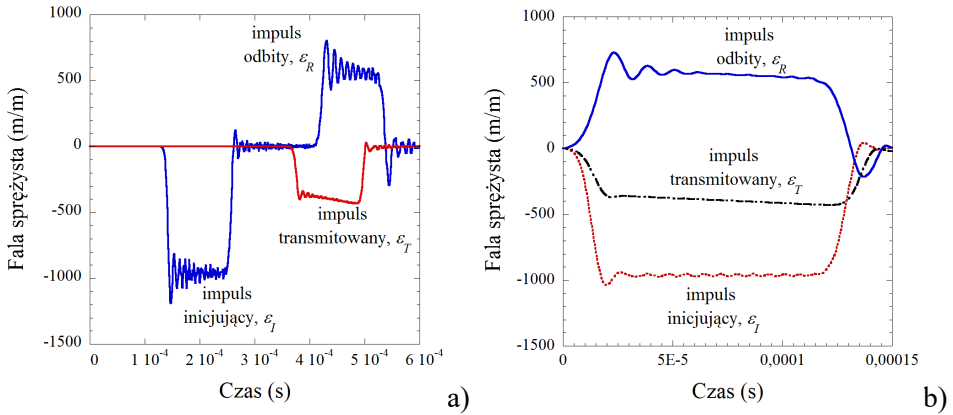 1000
500
0
-500
-1000
-1500
Fala sprężysta (m/m)
impuls
odbity, εR
impuls
transmitowany, εT
impuls
inicjujący, εI
0 1 10-4 2 10-4 3 10-4 4 10-4 5 10-4 6 10-4
Czas (s)
a)
1000
500
0
-500
-1000
-1500
Fala sprężysta (m/m)
impuls
odbity, εR
impuls
transmitowany, εT
impuls
inicjujący, εI
0 5E-5 0,0001 0,00015
Czas (s)
b)